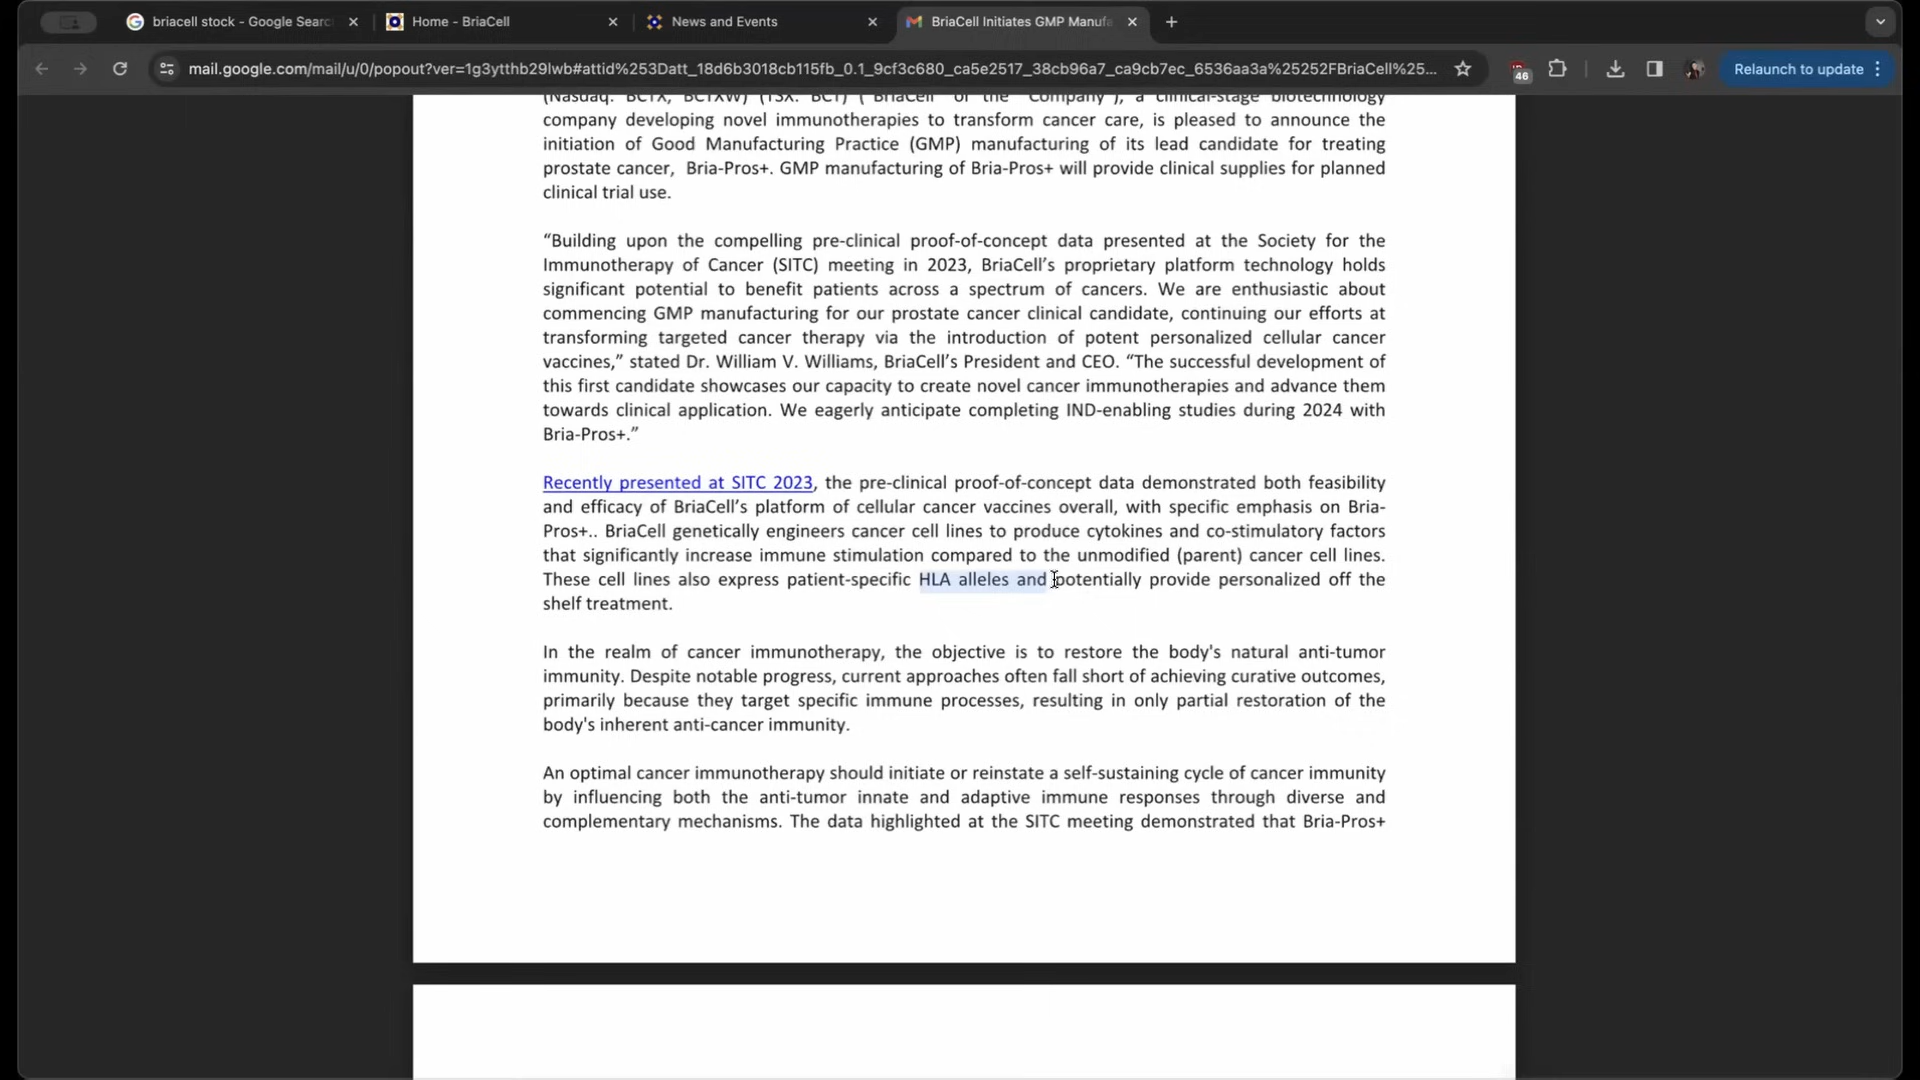 briacell stock - Google Searc
Home - BriaCell
News and Events
BriaCell Initiates GMP Manufa
mail.google.com/mail/u/0/popout?ver=1g3ytthb29lwb#attid%253Datt_18d6b3018cb115fb_0.1_9cf3c680_ca5e2517_38cb96a7_ca9cb7ec_6536aa3a%25252FBriaCell%25...
46
Relaunch to update
(Nasdaq: BCTX, BCTXW) (TSX: BCT) ("BriaCell" or the "Company"), a clinical-stage biotechnology
company developing novel immunotherapies to transform cancer care, is pleased to announce the
initiation of Good Manufacturing Practice (GMP) manufacturing of its lead candidate for treating
prostate cancer, Bria-Pros+. GMP manufacturing of Bria-Pros+ will provide clinical supplies for planned
clinical trial use.
“Building upon the compelling pre-clinical proof-of-concept data presented at the Society for the
Immunotherapy of Cancer (SITC) meeting in 2023, BriaCell’s proprietary platform technology holds
significant potential to benefit patients across a spectrum of cancers. We are enthusiastic about
commencing GMP manufacturing for our prostate cancer clinical candidate, continuing our efforts at
transforming targeted cancer therapy via the introduction of potent personalized cellular cancer
vaccines,” stated Dr. William V. Williams, BriaCell’s President and CEO. “The successful development of
this first candidate showcases our capacity to create novel cancer immunotherapies and advance them
towards clinical application. We eagerly anticipate completing IND-enabling studies during 2024 with
Bria-Pros+.”
Recently presented at SITC 2023, the pre-clinical proof-of-concept data demonstrated both feasibility
and efficacy of BriaCell’s platform of cellular cancer vaccines overall, with specific emphasis on Bria-
Pros+.. BriaCell genetically engineers cancer cell lines to produce cytokines and co-stimulatory factors
that significantly increase immune stimulation compared to the unmodified (parent) cancer cell lines.
These cell lines also express patient-specific HLA alleles and potentially provide personalized off the
shelf treatment.
In the realm of cancer immunotherapy, the objective is to restore the body's natural anti-tumor
immunity. Despite notable progress, current approaches often fall short of achieving curative outcomes,
primarily because they target specific immune processes, resulting in only partial restoration of the
body's inherent anti-cancer immunity.
An optimal cancer immunotherapy should initiate or reinstate a self-sustaining cycle of cancer immunity
by influencing both the anti-tumor innate and adaptive immune responses through diverse and
complementary mechanisms. The data highlighted at the SITC meeting demonstrated that Bria-Pros+